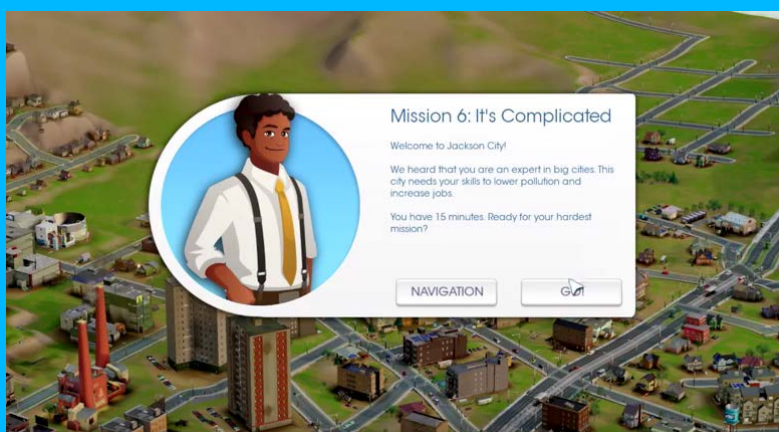 Mission 6: It's Complicated
Welcome to Jackson City!
We heard that you are an expert in big cities. This
city needs your skills to lower pollution and
increase jobs.
You have 15 minutes. Ready for your hardest
mission?
NAVIGATION
GO!